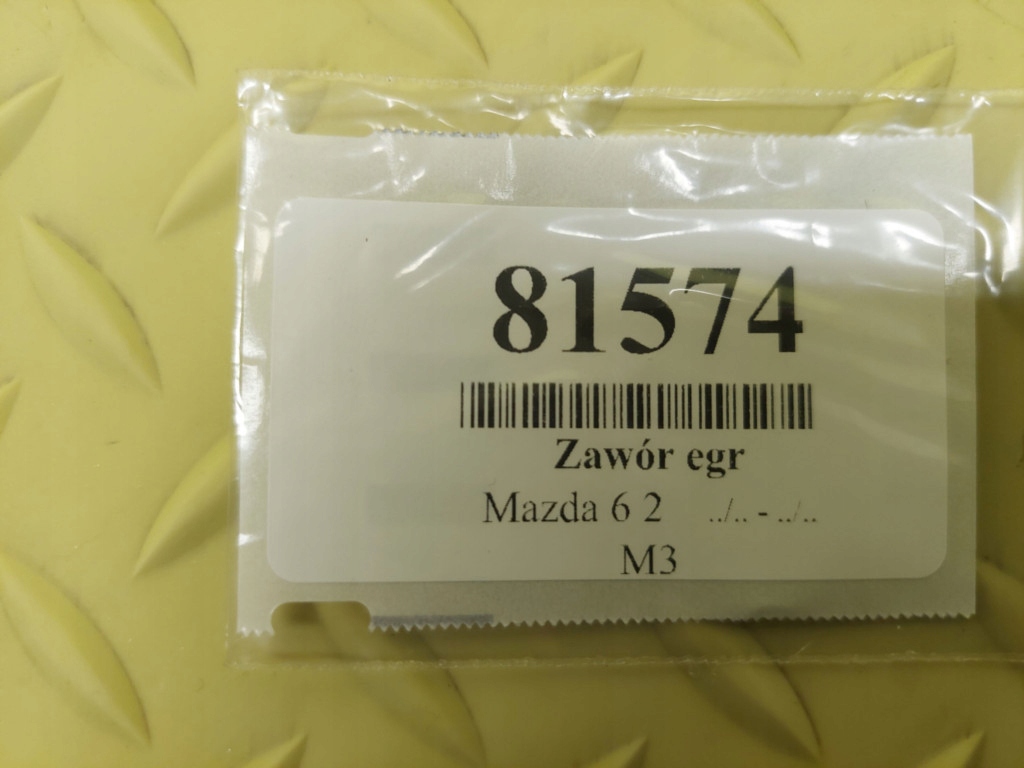 81574
Zawór egr
Mazda 6 2 ../.. - ../..
M3